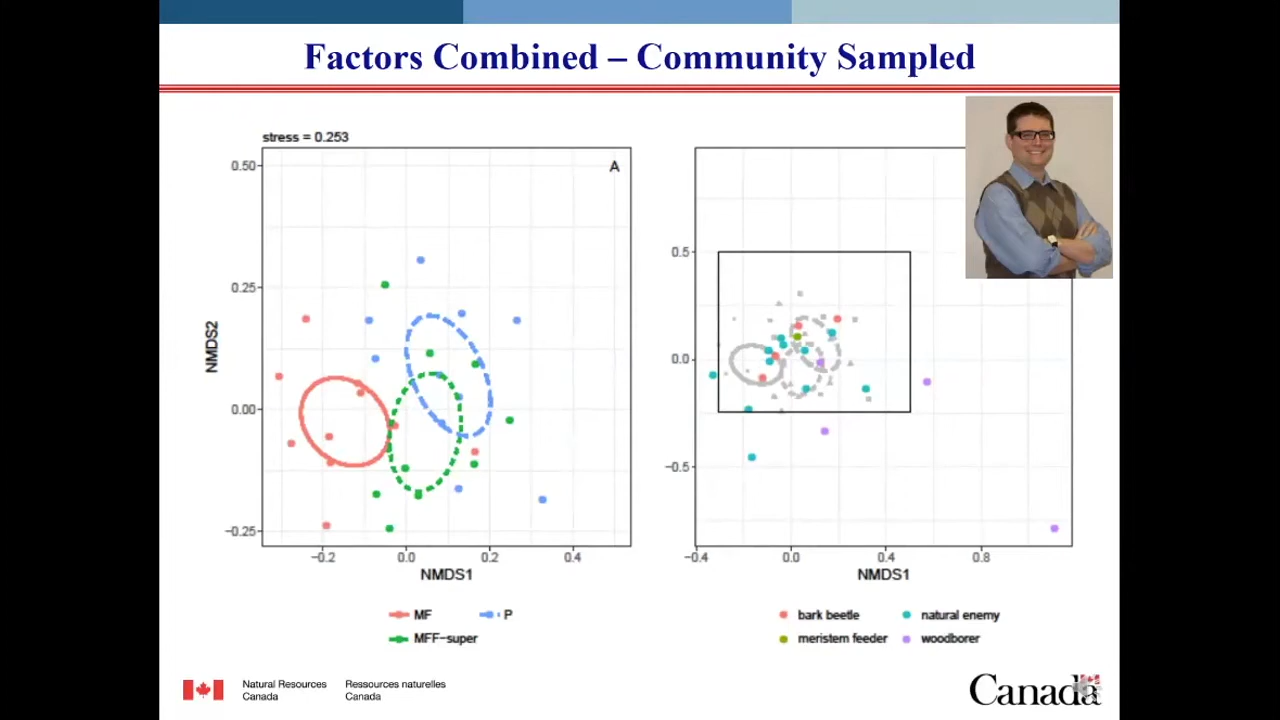 Factors Combined – Community Sampled
stress = 0.253
A
0.50
0.25
0.00
−0.25
NMDS2
−0.2
0.0
0.2
0.4
NMDS1
MF
P
MFF−super
0.5
0.0
−0.5
−0.4
0.0
0.4
0.8
NMDS1
bark beetle
natural enemy
meristem feeder
woodborer
Natural Resources
Canada
Ressources naturelles
Canada
Canada